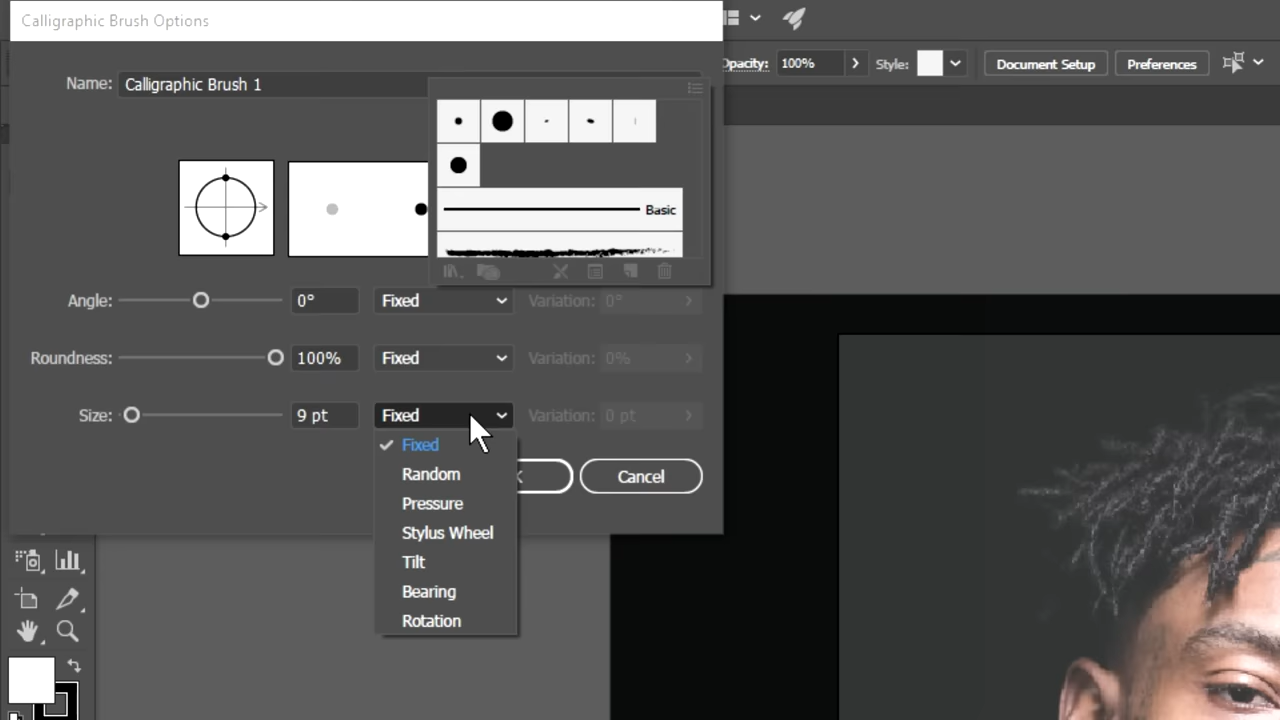 Calligraphic Brush Options
Opacity: 100% Style: Document Setup Preferences
Name: Calligraphic Brush 1
Basic
Angle: 0° Fixed Variation: 0°
Roundness: 100% Fixed Variation: 0%
Size: 9 pt Fixed Variation: 0 pt
Fixed
Random
Cancel
Pressure
Stylus Wheel
Tilt
Bearing
Rotation